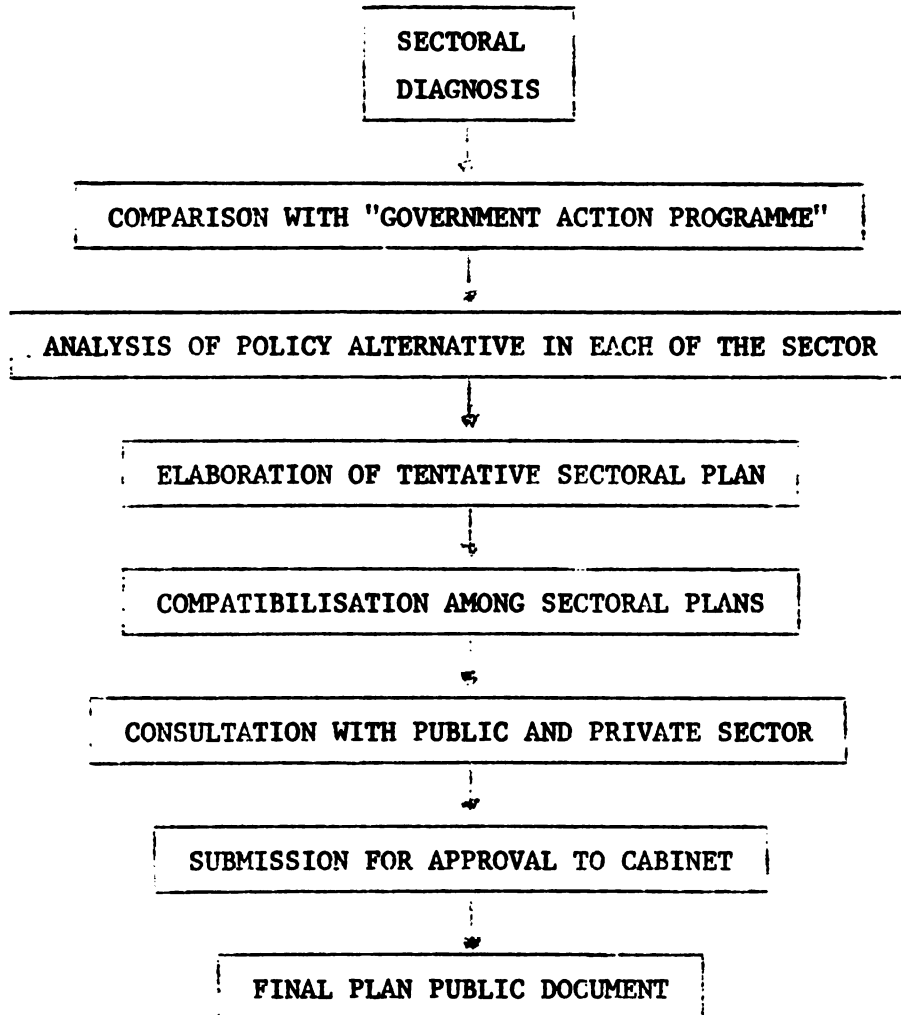 SECTORAL
DIAGNOSIS
COMPARISON WITH "GOVERNMENT ACTION PROGRAMME"
ANALYSIS OF POLICY ALTERNATIVE IN EACH OF THE SECTOR
ELABORATION OF TENTATIVE SECTORAL PLAN
COMPATIBILISATION AMONG SECTORAL PLANS
CONSULTATION WITH PUBLIC AND PRIVATE SECTOR
SUBMISSION FOR APPROVAL TO CABINET
FINAL PLAN PUBLIC DOCUMENT